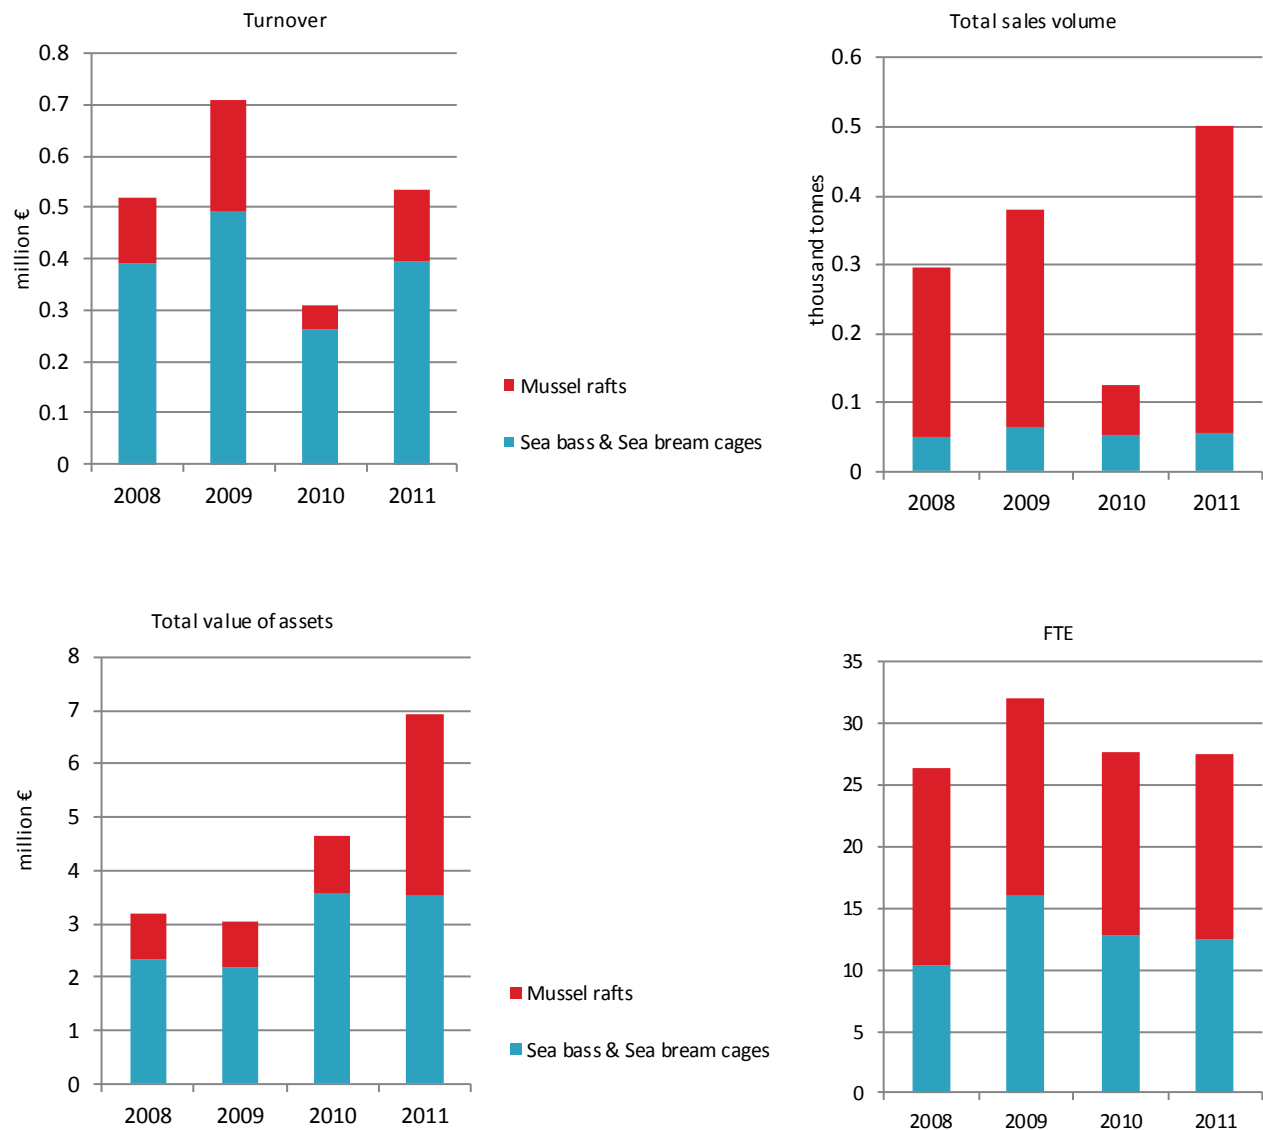 Turnover
million €
0.8
0.7
0.6
0.5
0.4
0.3
0.2
0.1
0
2008 2009 2010 2011
Mussel rafts
Sea bass & Sea bream cages
Total sales volume
thousand tonnes
0.6
0.5
0.4
0.3
0.2
0.1
0
2008 2009 2010 2011
Total value of assets
million €
8
7
6
5
4
3
2
1
0
2008 2009 2010 2011
Mussel rafts
Sea bass & Sea bream cages
FTE
35
30
25
20
15
10
5
0
2008 2009 2010 2011